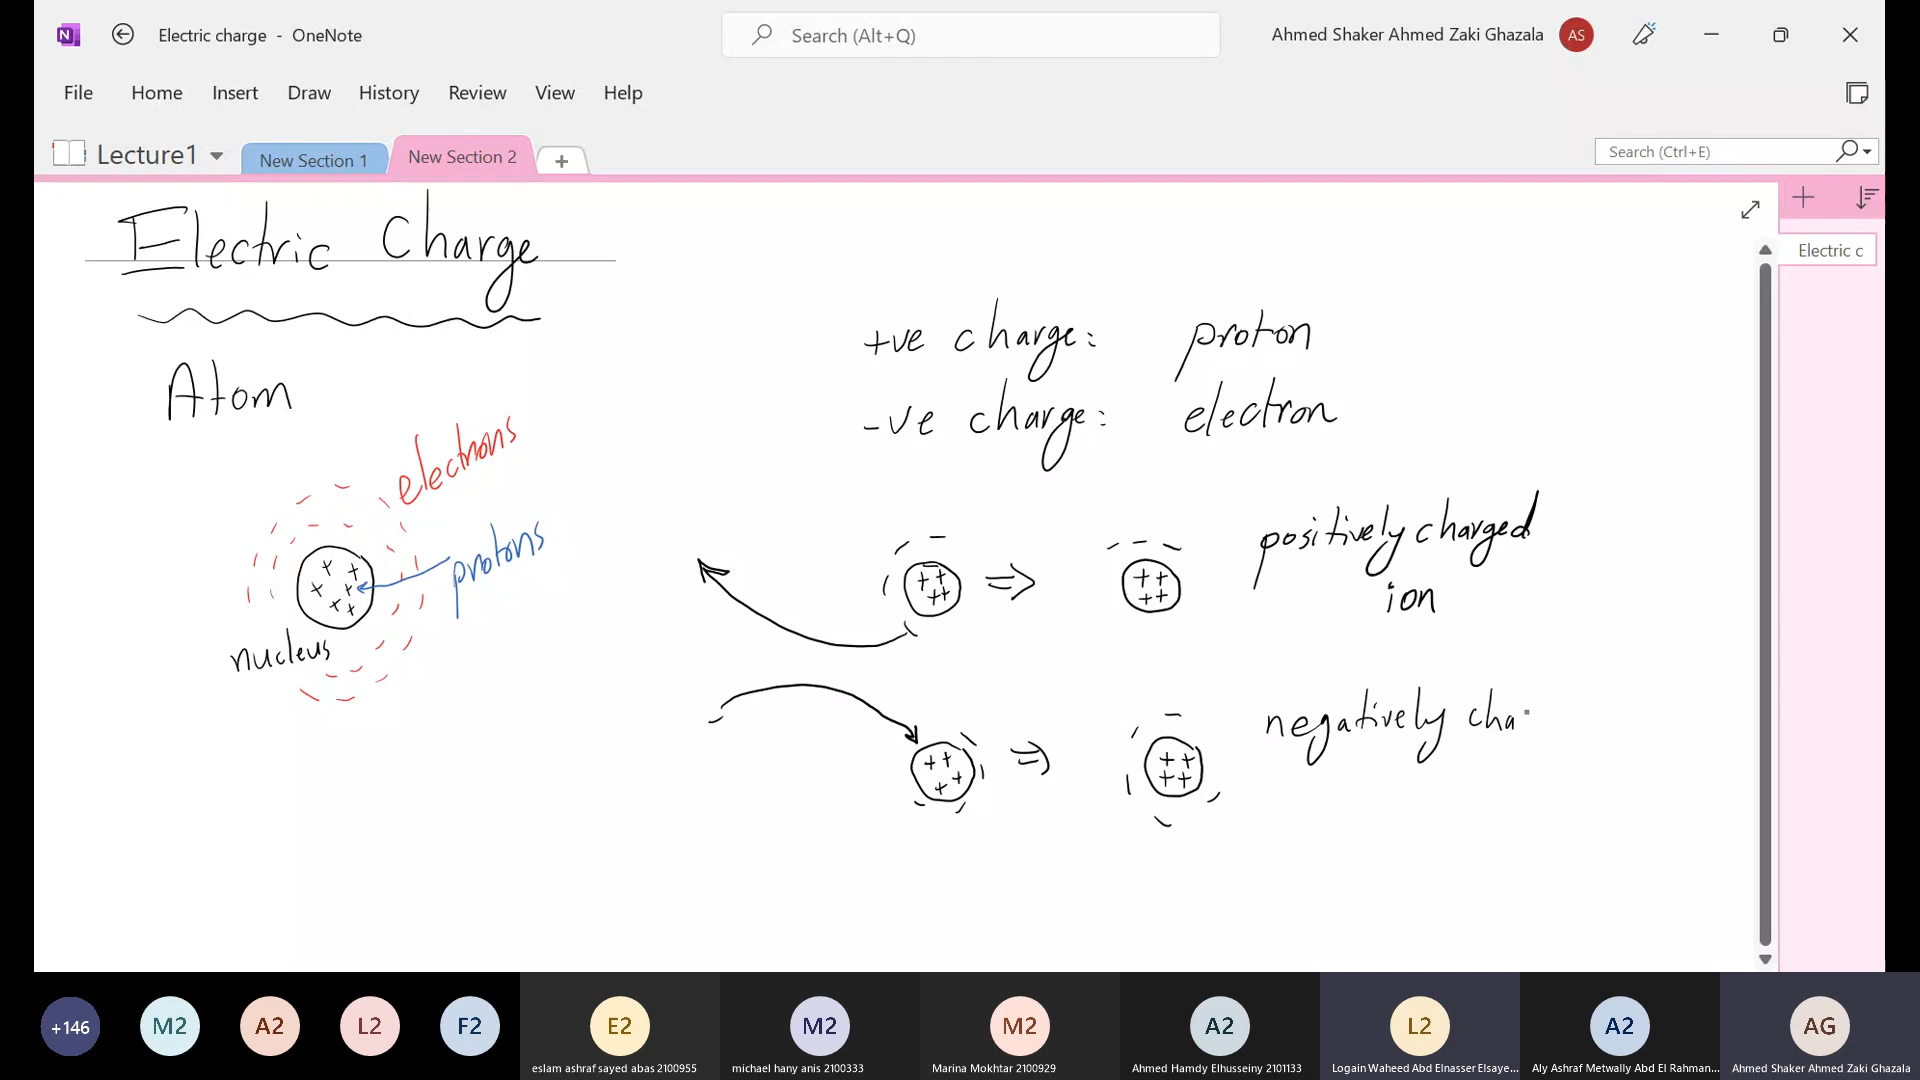 Electric charge - OneNote
Search (Alt+Q)
Ahmed Shaker Ahmed Zaki Ghazala
AS
File Home Insert Draw History Review View Help
Lecture1
New Section 1
New Section 2
+
Search (Ctrl+E)
Electric c
Electric Charge
Atom
electrons
protons
nucleus
+ve charge: proton
-ve charge: electron
++
++
⇒
++
++
positively charged
ion
++
++
⇒
++
++
negatively cha
+146
M2
A2
L2
F2
E2
eslam ashraf sayed abas 2100955
M2
michael hany anis 2100333
M2
Marina Mokhtar 2100929
A2
Ahmed Hamdy Elhusseiny 2101133
L2
Logain Waheed Abd Elnasser Elsaye...
A2
Aly Ashraf Metwally Abd El Rahman...
AG
Ahmed Shaker Ahmed Zaki Ghazala